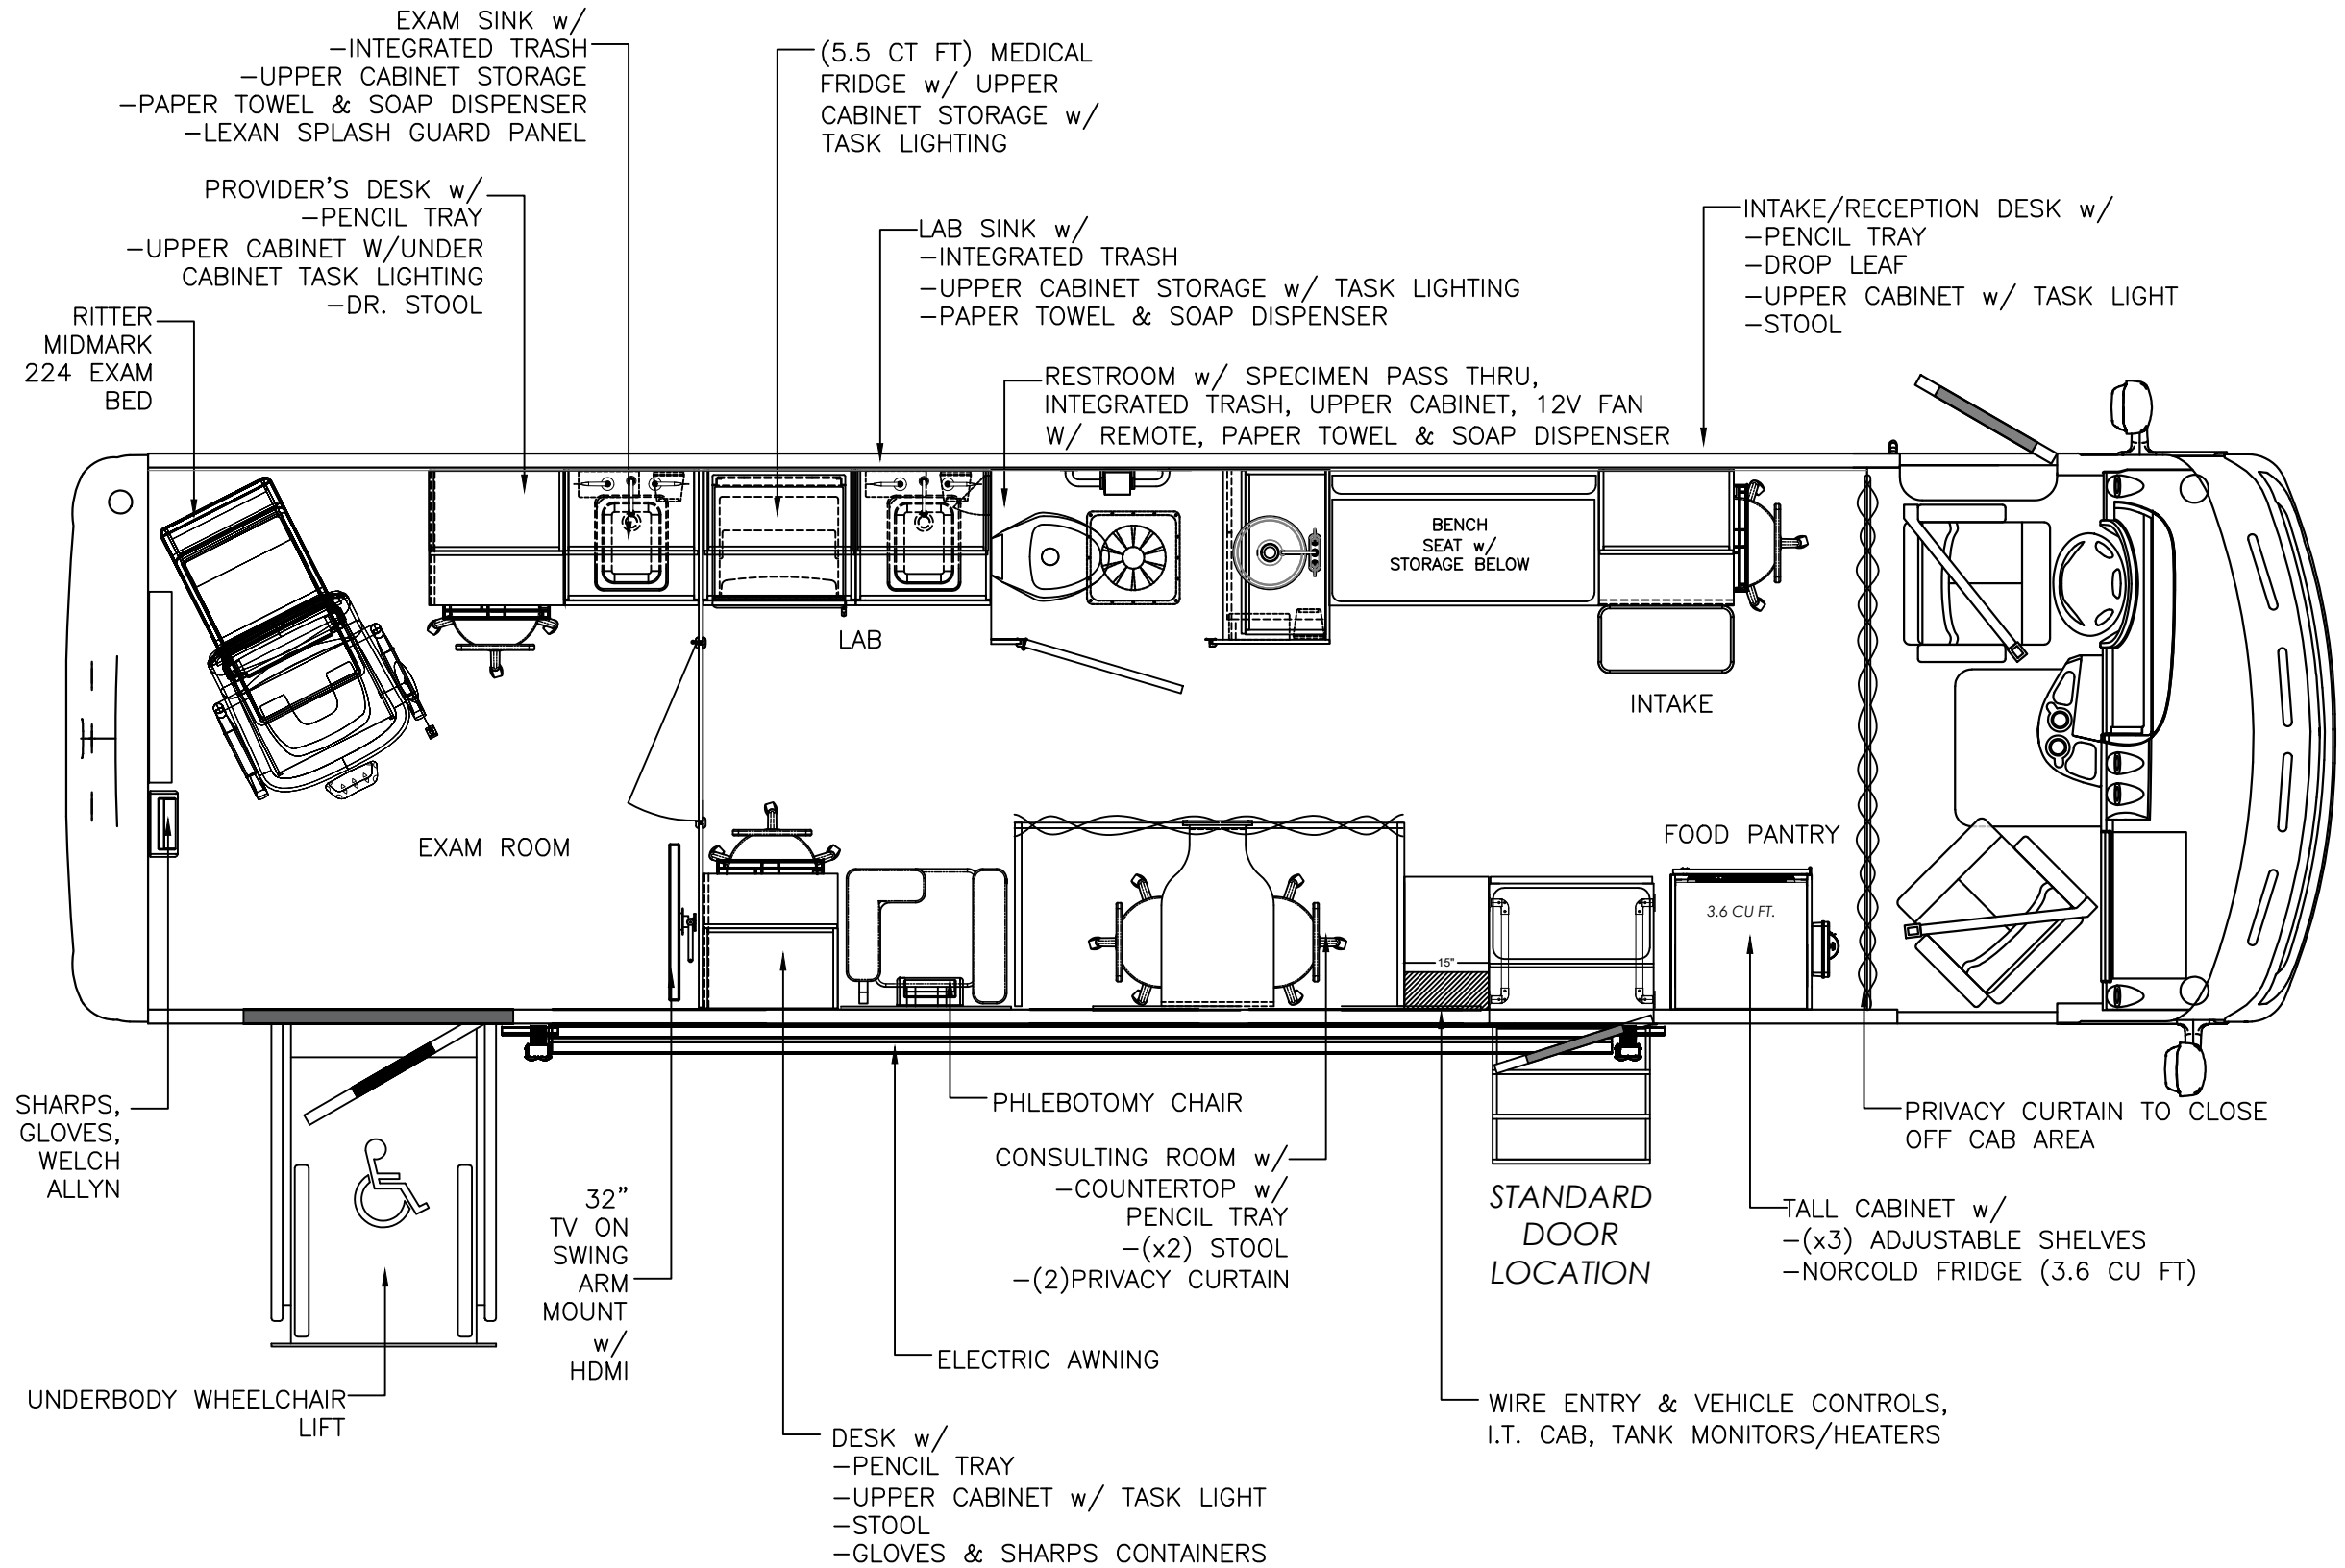 EXAM SINK w/
-INTEGRATED TRASH
-UPPER CABINET STORAGE
-PAPER TOWEL & SOAP DISPENSER
-LEXAN SPLASH GUARD PANEL
(5.5 CT FT) MEDICAL
FRIDGE w/ UPPER
CABINET STORAGE w/
TASK LIGHTING
PROVIDER'S DESK w/
-PENCIL TRAY
-UPPER CABINET W/UNDER
CABINET TASK LIGHTING
-DR. STOOL
LAB SINK w/
-INTEGRATED TRASH
-UPPER CABINET STORAGE w/ TASK LIGHTING
-PAPER TOWEL & SOAP DISPENSER
INTAKE/RECEPTION DESK w/
-PENCIL TRAY
-DROP LEAF
-UPPER CABINET w/ TASK LIGHT
-STOOL
RITTER
MIDMARK
224 EXAM
BED
RESTROOM w/ SPECIMEN PASS THRU,
INTEGRATED TRASH, UPPER CABINET, 12V FAN
W/ REMOTE, PAPER TOWEL & SOAP DISPENSER
BENCH
SEAT w/
STORAGE BELOW
LAB
INTAKE
EXAM ROOM
FOOD PANTRY
3.6 CU FT.
15"
SHARPS,
GLOVES,
WELCH
ALLYN
PHLEBOTOMY CHAIR
PRIVACY CURTAIN TO CLOSE
OFF CAB AREA
CONSULTING ROOM w/
-COUNTERTOP w/
PENCIL TRAY
-(x2) STOOL
-(2)PRIVACY CURTAIN
32"
TV ON
SWING
ARM
MOUNT
w/
HDMI
STANDARD
DOOR
LOCATION
TALL CABINET w/
-(x3) ADJUSTABLE SHELVES
-NORCOLD FRIDGE (3.6 CU FT)
ELECTRIC AWNING
UNDERBODY WHEELCHAIR
LIFT
WIRE ENTRY & VEHICLE CONTROLS,
I.T. CAB, TANK MONITORS/HEATERS
DESK w/
-PENCIL TRAY
-UPPER CABINET w/ TASK LIGHT
-STOOL
-GLOVES & SHARPS CONTAINERS